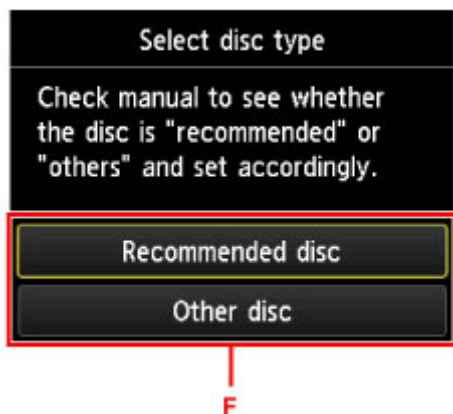 Select disc type
Check manual to see whether
the disc is "recommended" or
"others" and set accordingly.
Recommended disc
Other disc
F